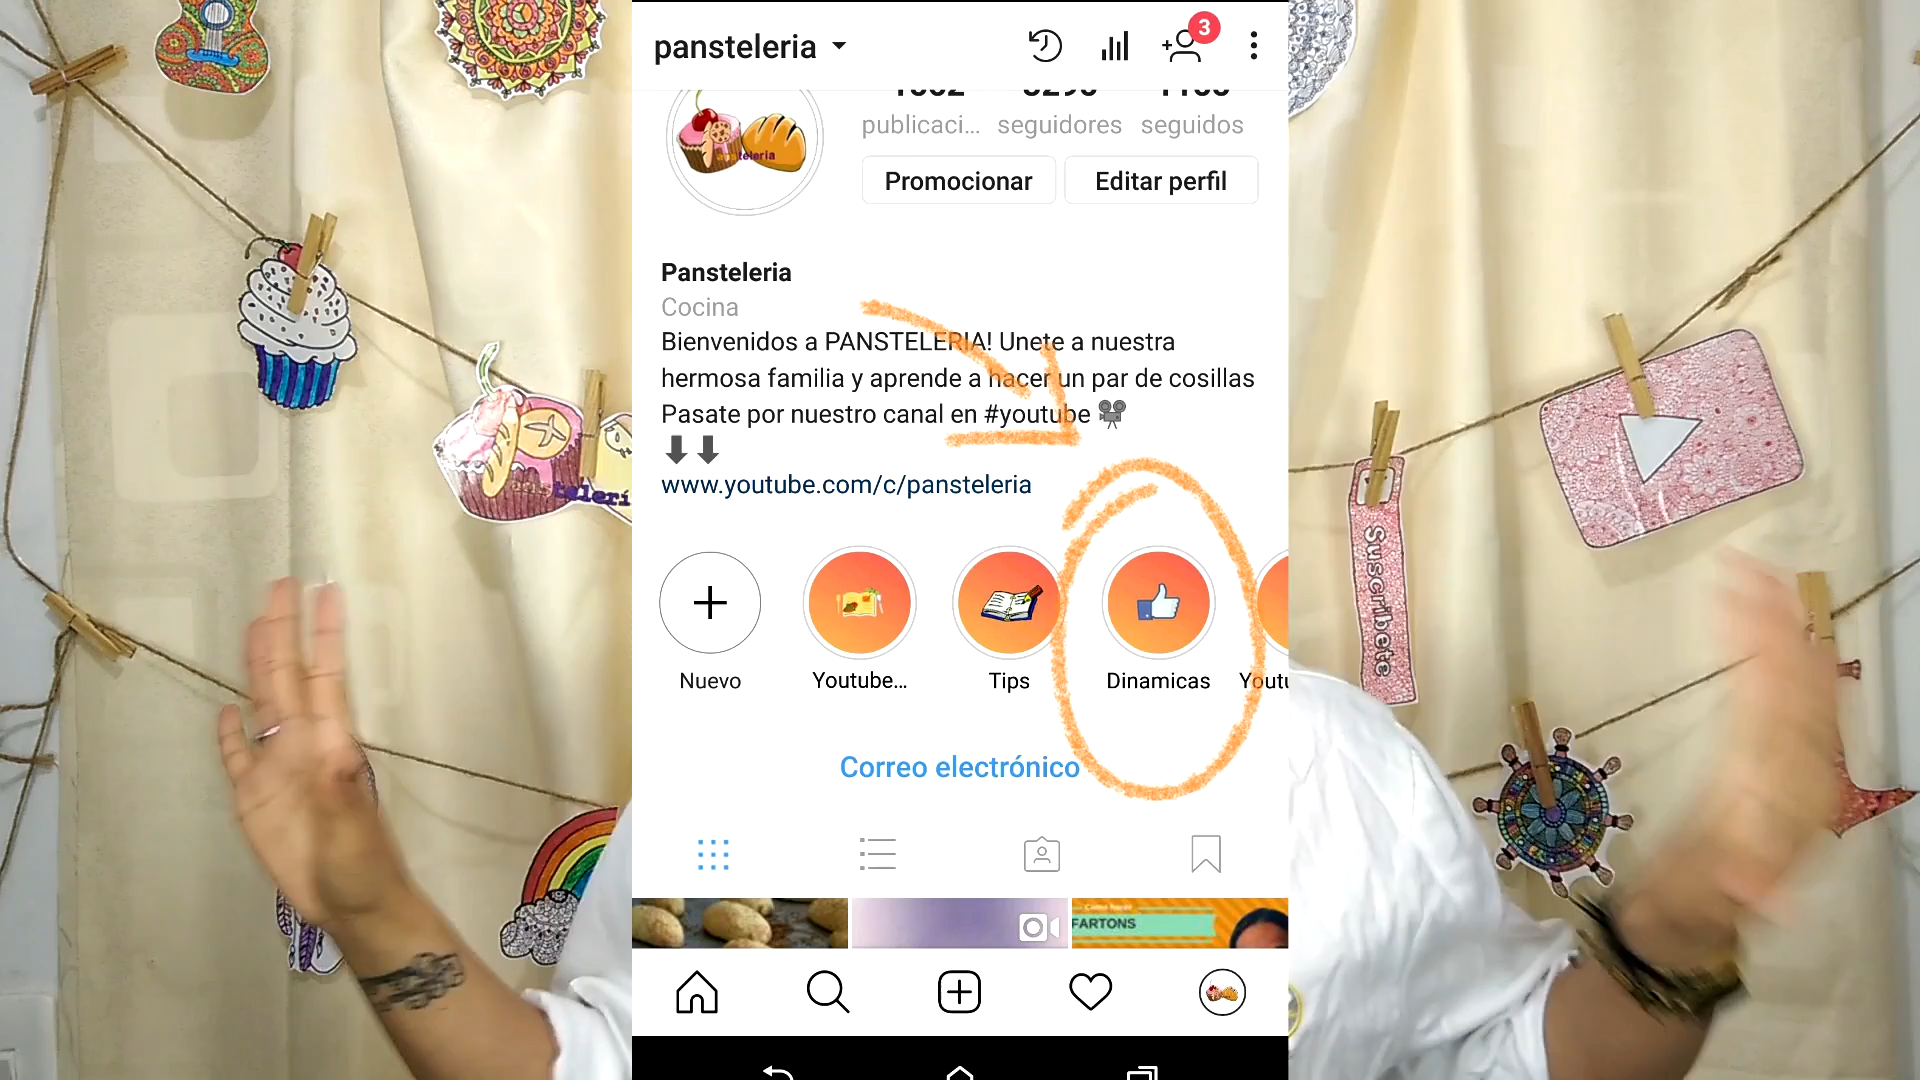 pansteleria
3
publicaci... seguidores seguidos
Promocionar Editar perfil
Pansteleria
Cocina
Bienvenidos a PANSTELERIA! Unete a nuestra
hermosa familia y aprende a hacer un par de cosillas
Pasate por nuestro canal en #youtube
www.youtube.com/c/pansteleria
Nuevo Youtube... Tips Dinamicas Youtu
Correo electrónico
FARTONS
Suscribete